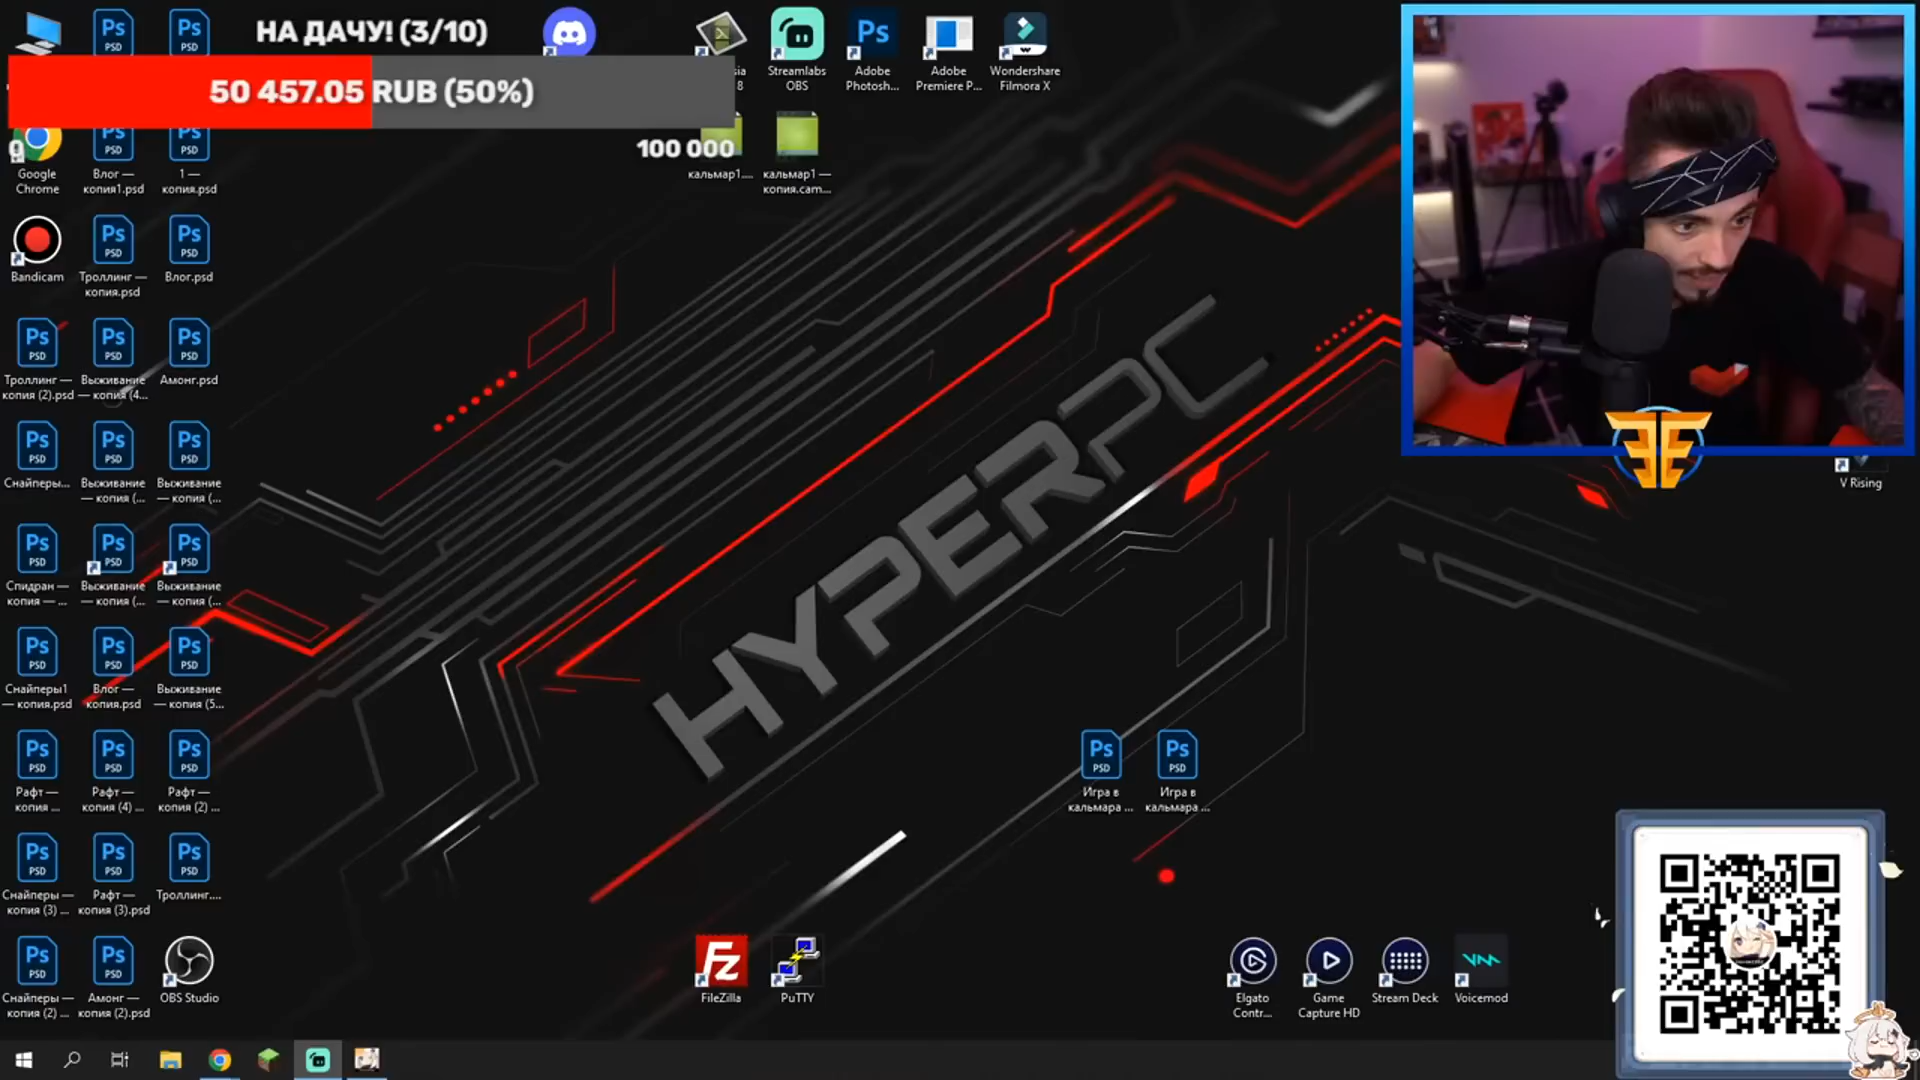 НА ДАЧУ! (3/10)
50 457.05 RUB (50%)
0
100 000
Streamlabs
OBS
Adobe
Photosh...
Adobe
Premiere P...
Wondershare
Filmora X
кальмар1....
кальмар1 —
копия.cam...
Google
Chrome
Влог —
копия1.psd
1 —
копия.psd
Bandicam
Троллинг —
копия.psd
Влог.psd
Троллинг —
копия (2).psd
Выживание
— копия (4...
Амонг.psd
Снайперы...
Выживание
— копия (...
Выживание
— копия (...
V Rising
Спидран —
копия — ...
Выживание
— копия (...
Выживание
— копия (...
Снайперы1
— копия.psd
Влог —
копия.psd
Выживание
— копия (5...
HYPERPC
Рафт —
копия ...
Рафт —
копия (4) ...
Рафт —
копия (2) ...
Игра в
кальмара ...
Игра в
кальмара ...
Снайперы —
копия (3) ...
Рафт —
копия (3).psd
Троллинг....
Снайперы —
копия (2) ...
Амонг —
копия (2).psd
OBS Studio
FileZilla
PuTTY
Elgato
Contr...
Game
Capture HD
Stream Deck
Voicemod